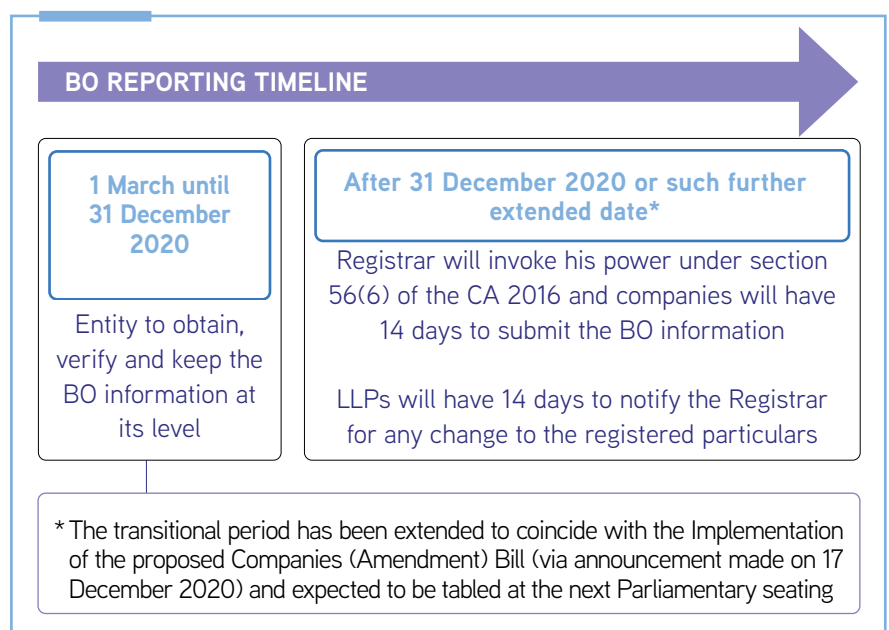 BO REPORTING TIMELINE
1 March until
31 December
2020
Entity to obtain,
verify and keep the
BO information at
its level
After 31 December 2020 or such further
extended date*
Registrar will invoke his power under section
56(6) of the CA 2016 and companies will have
14 days to submit the BO information
LLPs will have 14 days to notify the Registrar
for any change to the registered particulars
* The transitional period has been extended to coincide with the Implementation
of the proposed Companies (Amendment) Bill (via announcement made on 17
December 2020) and expected to be tabled at the next Parliamentary seating